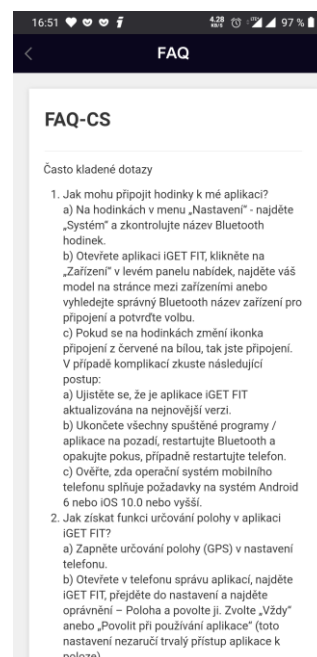 16:51 4.28 KB/S LTE 97 %
FAQ
FAQ-CS
Často kladené dotazy
1. Jak mohu připojit hodinky k mé aplikaci?
a) Na hodinkách v menu „Nastavení“ - najděte
„Systém“ a zkontrolujte název Bluetooth
hodinek.
b) Otevřete aplikaci iGET FIT, klikněte na
„Zařízení“ v levém panelu nabídek, najděte váš
model na stránce mezi zařízeními anebo
vyhledejte správný Bluetooth název zařízení pro
připojení a potvrďte volbu.
c) Pokud se na hodinkách změní ikonka
připojení z červené na bílou, tak jste připojení.
V případě komplikací zkuste následující
postup:
a) Ujistěte se, že je aplikace iGET FIT
aktualizována na nejnovější verzi.
b) Ukončete všechny spuštěné programy /
aplikace na pozadí, restartujte Bluetooth a
opakujte pokus, případně restartujte telefon.
c) Ověřte, zda operační systém mobilního
telefonu splňuje požadavky na systém Android
6 nebo iOS 10.0 nebo vyšší.
2. Jak získat funkci určování polohy v aplikaci
iGET FIT?
a) Zapněte určování polohy (GPS) v nastavení
telefonu.
b) Otevřete v telefonu správu aplikací, najděte
iGET FIT, přejděte do nastavení a najděte
oprávnění – Poloha a povolte ji. Zvolte „Vždy“
anebo „Povolit při používání aplikace“ (toto
nastavení nezaručí trvalý přístup aplikace k
poloze)